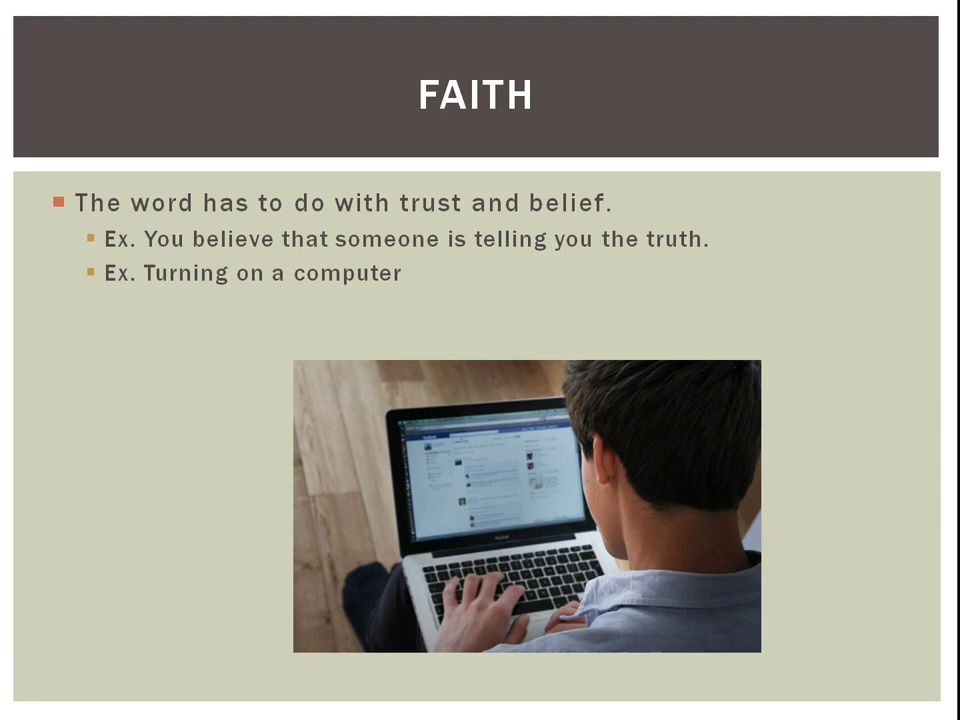 FAITH
The word has to do with trust and belief.
Ex. You believe that someone is telling you the truth.
Ex. Turning on a computer
facebook